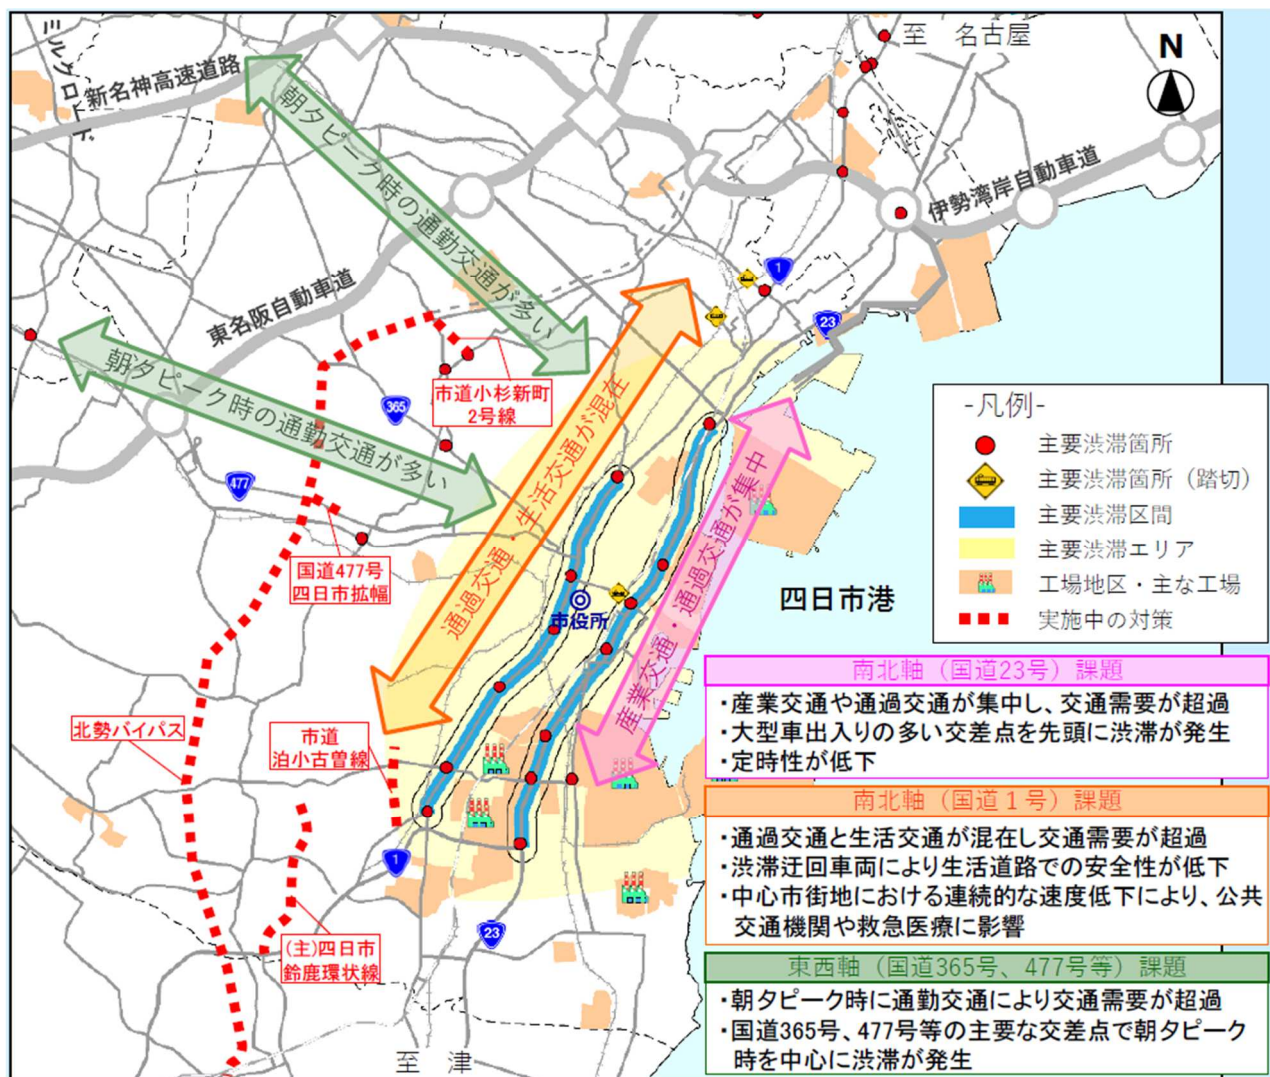 至 名古屋
N
ミルクロード
新名神高速道路
朝夕ピーク時の通勤交通が多い
伊勢湾岸自動車道
東名阪自動車道
1
23
朝夕ピーク時の通勤交通が多い
365
市道小杉新町
2号線
477
通過交通・生活交通が混在
産業交通・通過交通が集中
国道477号
四日市拡幅
市役所
四日市港
北勢バイパス
市道
泊小古曽線
1
23
(主)四日市
鈴鹿環状線
至 津
-凡例-
主要渋滞箇所
主要渋滞箇所（踏切）
主要渋滞区間
主要渋滞エリア
工場地区・主な工場
実施中の対策
南北軸（国道23号）課題
・産業交通や通過交通が集中し、交通需要が超過
・大型車出入りの多い交差点を先頭に渋滞が発生
・定時性が低下
南北軸（国道１号）課題
・通過交通と生活交通が混在し交通需要が超過
・渋滞迂回車両により生活道路での安全性が低下
・中心市街地における連続的な速度低下により、公共
交通機関や救急医療に影響
東西軸（国道365号、477号等）課題
・朝夕ピーク時に通勤交通により交通需要が超過
・国道365号、477号等の主要な交差点で朝夕ピーク
時を中心に渋滞が発生